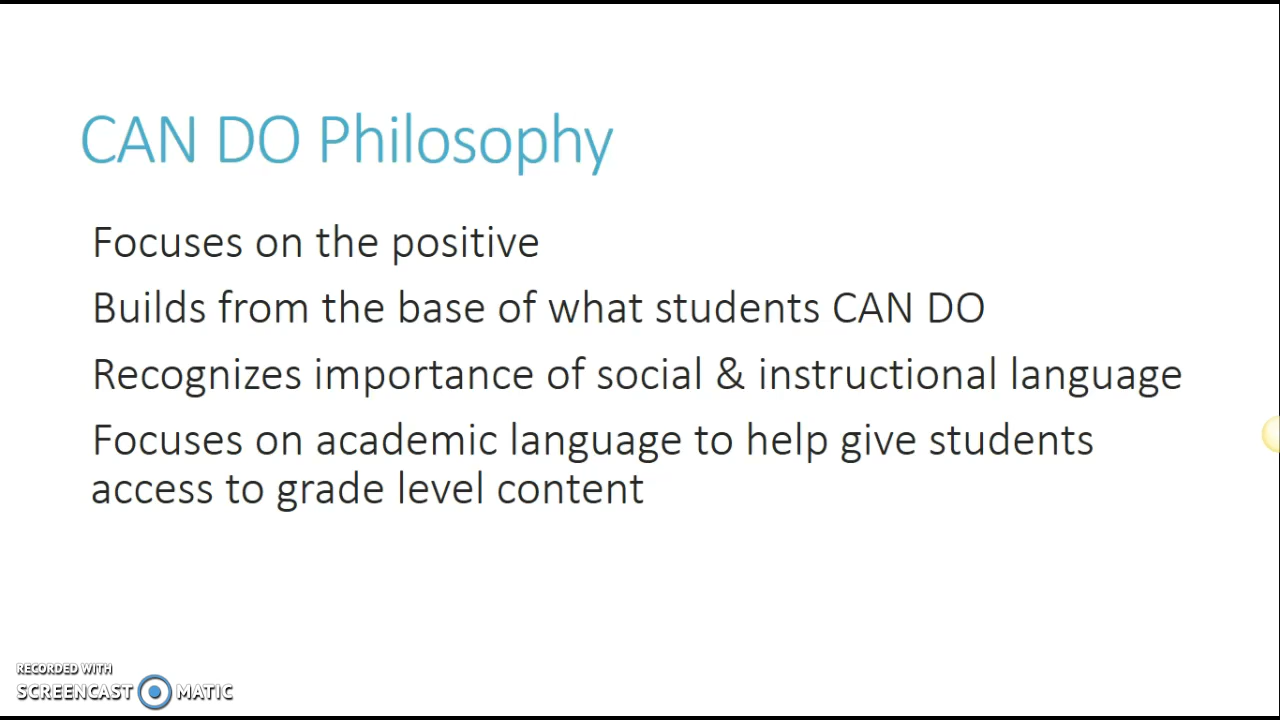 CAN DO Philosophy
Focuses on the positive
Builds from the base of what students CAN DO
Recognizes importance of social & instructional language
Focuses on academic language to help give students
access to grade level content
RECORDED WITH
SCREENCAST MATIC